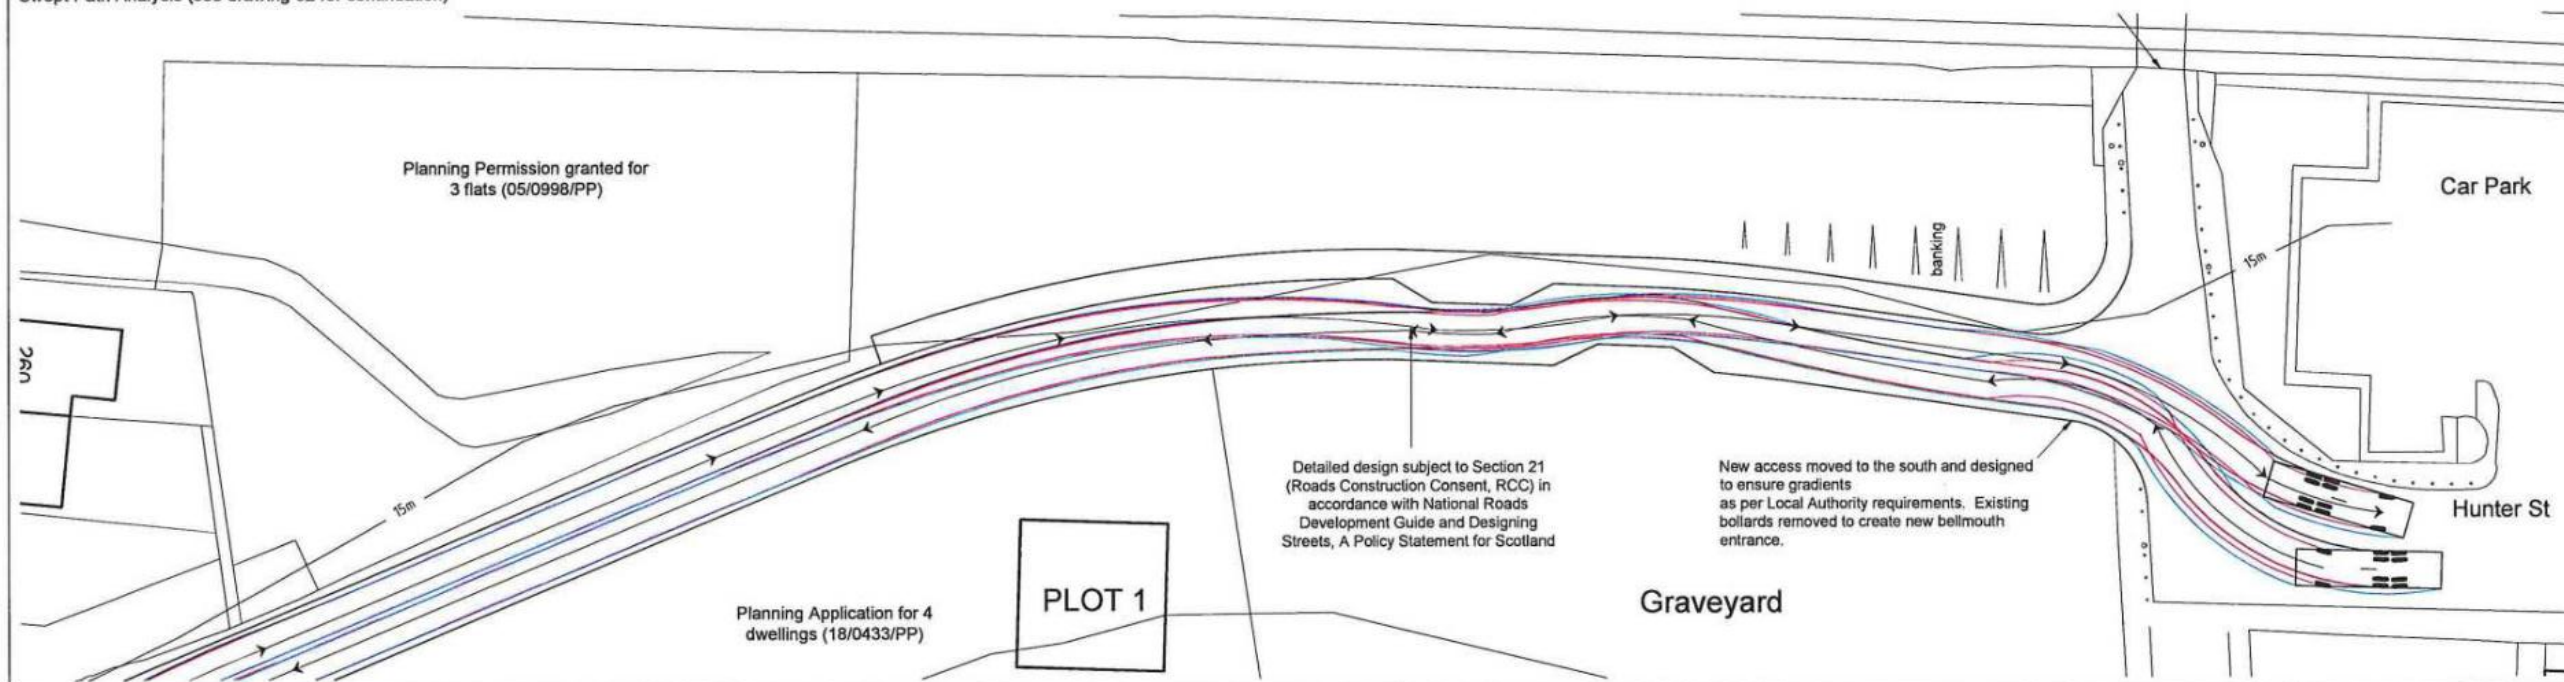 Planning Permission granted for
3 flats (05/0998/PP)
Car Park
banking
15m
260
15m
Detailed design subject to Section 21
(Roads Construction Consent, RCC) in
accordance with National Roads
Development Guide and Designing
Streets, A Policy Statement for Scotland
New access moved to the south and designed
to ensure gradients
as per Local Authority requirements. Existing
bollards removed to create new bellmouth
entrance.
Hunter St
PLOT 1
Graveyard
Planning Application for 4
dwellings (18/0433/PP)